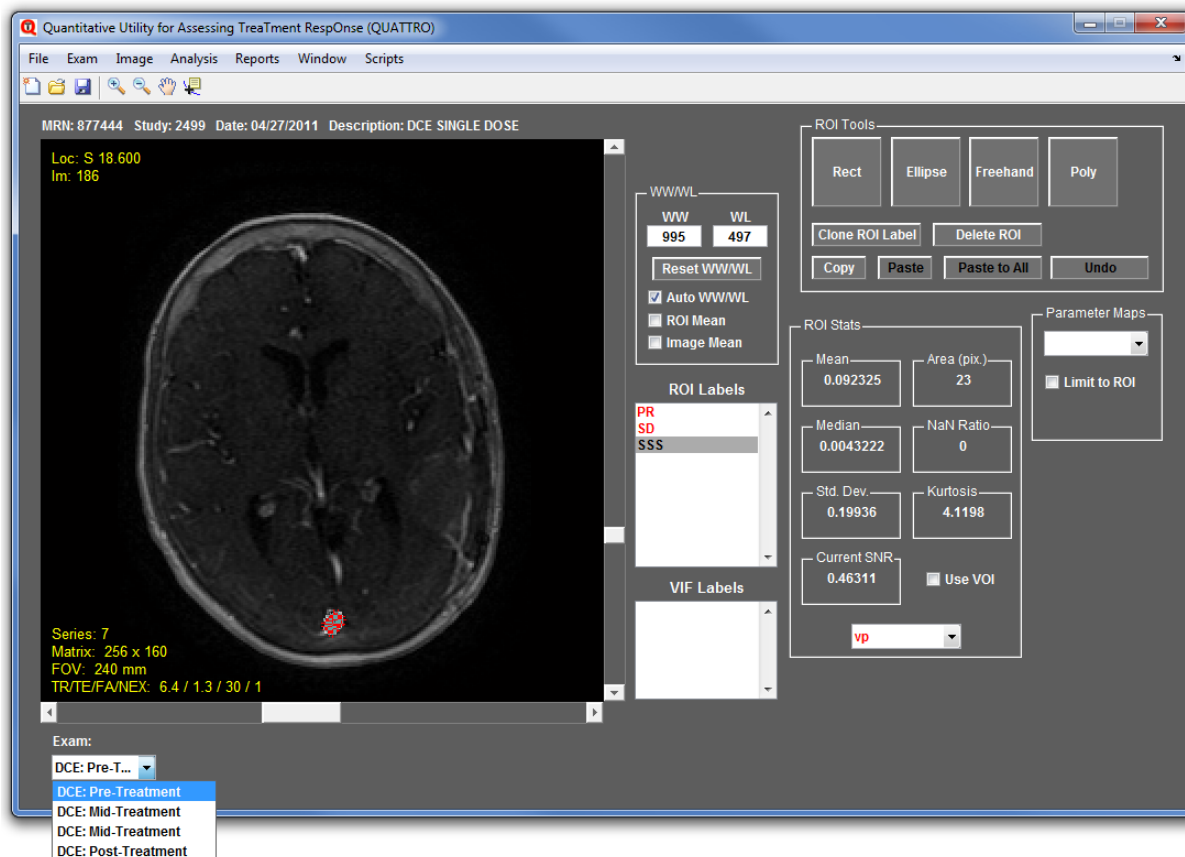 Quantitative Utility for Assessing TreaTment RespOnse (QUATTRO)
File Exam Image Analysis Reports Window Scripts
MRN: 877444 Study: 2499 Date: 04/27/2011 Description: DCE SINGLE DOSE
Loc: S 18.600
Im: 186
Series: 7
Matrix: 256 x 160
FOV: 240 mm
TR/TE/FA/NEX: 6.4 / 1.3 / 30 / 1
Exam:
DCE: Pre-T...
DCE: Pre-Treatment
DCE: Mid-Treatment
DCE: Mid-Treatment
DCE: Post-Treatment
WW/WL
WW WL
995 497
Reset WW/WL
Auto WW/WL
ROI Mean
Image Mean
ROI Labels
PR
SD
SSS
VIF Labels
ROI Tools
Rect Ellipse Freehand Poly
Clone ROI Label Delete ROI
Copy Paste Paste to All Undo
ROI Stats
Mean Area (pix.)
0.092325 23
Median NaN Ratio
0.0043222 0
Std. Dev. Kurtosis
0.19936 4.1198
Current SNR
0.46311 Use VOI
vp
Parameter Maps
Limit to ROI